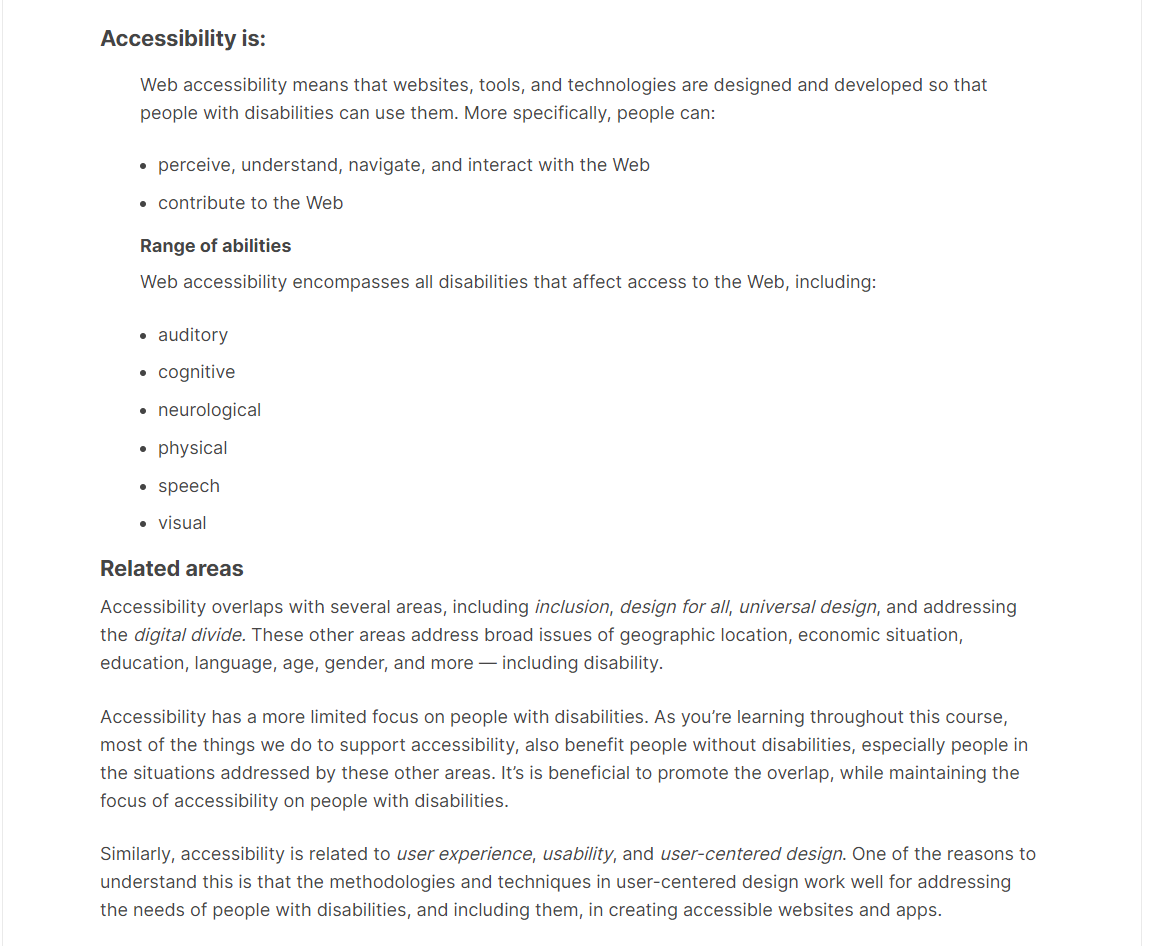 Accessibility is:
Web accessibility means that websites, tools, and technologies are designed and developed so that
people with disabilities can use them. More specifically, people can:
• perceive, understand, navigate, and interact with the Web
• contribute to the Web
Range of abilities
Web accessibility encompasses all disabilities that affect access to the Web, including:
• auditory
• cognitive
• neurological
• physical
• speech
• visual
Related areas
Accessibility overlaps with several areas, including inclusion, design for all, universal design, and addressing
the digital divide. These other areas address broad issues of geographic location, economic situation,
education, language, age, gender, and more — including disability.
Accessibility has a more limited focus on people with disabilities. As you’re learning throughout this course,
most of the things we do to support accessibility, also benefit people without disabilities, especially people in
the situations addressed by these other areas. It’s is beneficial to promote the overlap, while maintaining the
focus of accessibility on people with disabilities.
Similarly, accessibility is related to user experience, usability, and user-centered design. One of the reasons to
understand this is that the methodologies and techniques in user-centered design work well for addressing
the needs of people with disabilities, and including them, in creating accessible websites and apps.